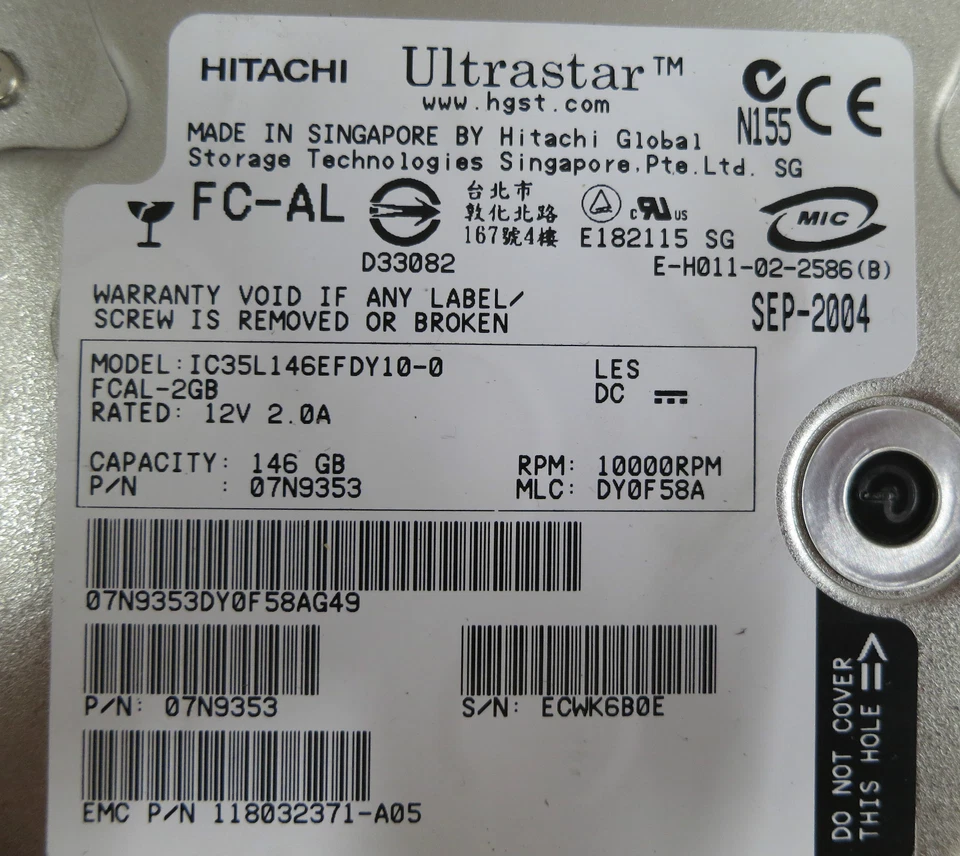 HITACHI Ultrastar™
www.hgst.com
N155 CE
MADE IN SINGAPORE BY Hitachi Global
Storage Technologies Singapore.Pte.Ltd. SG
FC-AL
台北市
敦化北路
167號4樓
c RU US
E182115 SG
MIC
D33082
E-H011-02-2586(B)
WARRANTY VOID IF ANY LABEL/
SCREW IS REMOVED OR BROKEN
SEP-2004
MODEL:IC35L146EFDY10-0 LES
FCAL-2GB DC
RATED: 12V 2.0A
CAPACITY: 146 GB RPM: 10000RPM
P/N : 07N9353 MLC: DY0F58A
07N9353DY0F58AG49
P/N: 07N9353 S/N: ECWK6B0E
EMC P/N 118032371-A05
DO NOT COVER
THIS HOLE